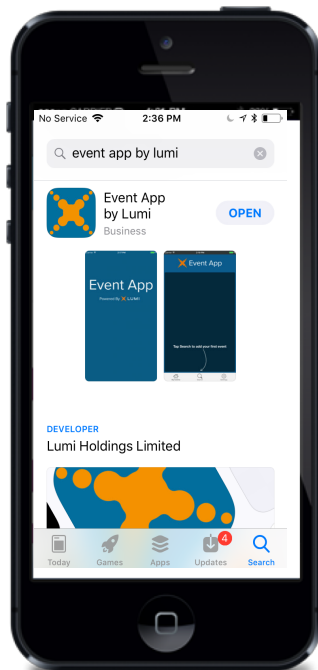 No Service 2:36 PM
event app by lumi
Event App
by Lumi
Business
OPEN
Event App
Powered By LUMI
Event App
Tap Search to add your first event
DEVELOPER
Lumi Holdings Limited
4
Today Games Apps Updates Search